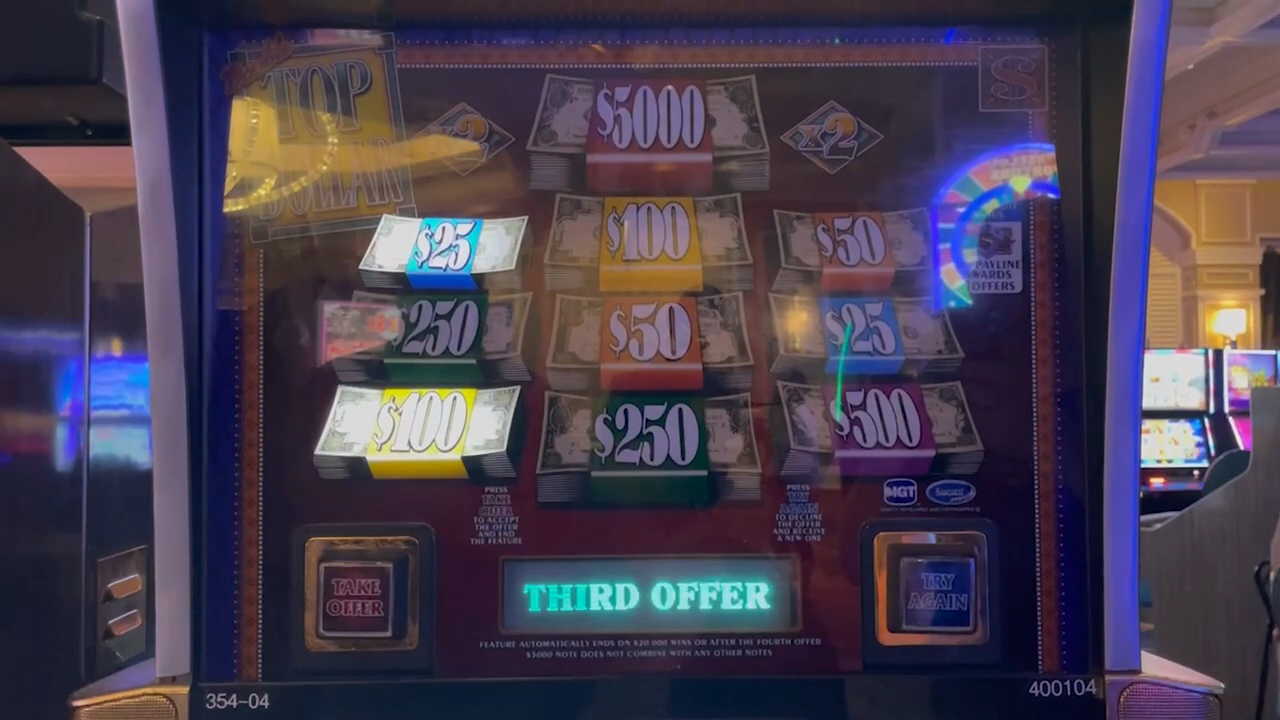 TOP
DOLLAR
$
x2
$5000
x2
$25
$100
$50
$2
PAYLINE
AWARDS
OFFERS
$250
$50
$25
$100
$250
$500
PRESS
TAKE
OFFER
TO ACCEPT
THE OFFER
AND END
THE FEATURE
PRESS
TRY
AGAIN
TO DECLINE
THE OFFER
AND RECEIVE
A NEW ONE
IGT
TAKE
OFFER
THIRD OFFER
TRY
AGAIN
FEATURE AUTOMATICALLY ENDS ON $20 000 WINS OR AFTER THE FOURTH OFFER
$5000 NOTE DOES NOT COMBINE WITH ANY OTHER NOTES
354-04
400104